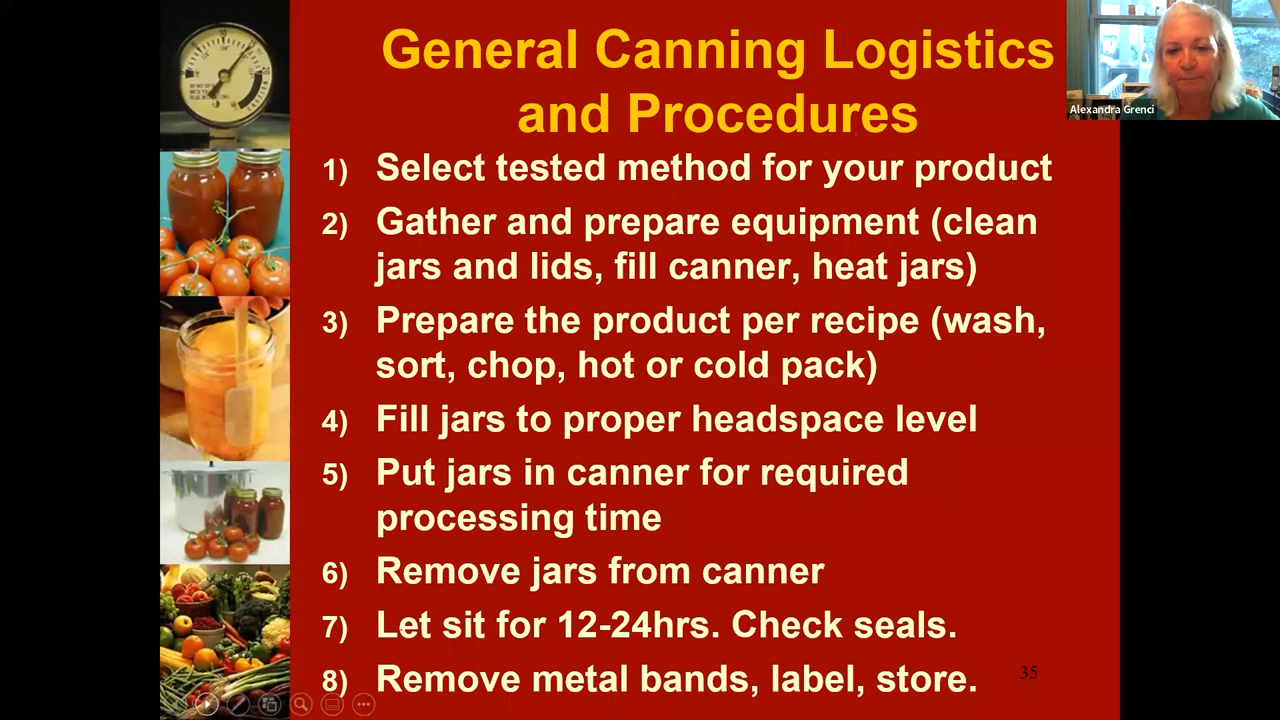 General Canning Logistics
and Procedures
Alexandra Grenci
1) Select tested method for your product
2) Gather and prepare equipment (clean
jars and lids, fill canner, heat jars)
3) Prepare the product per recipe (wash,
sort, chop, hot or cold pack)
4) Fill jars to proper headspace level
5) Put jars in canner for required
processing time
6) Remove jars from canner
7) Let sit for 12-24hrs. Check seals.
8) Remove metal bands, label, store.
35